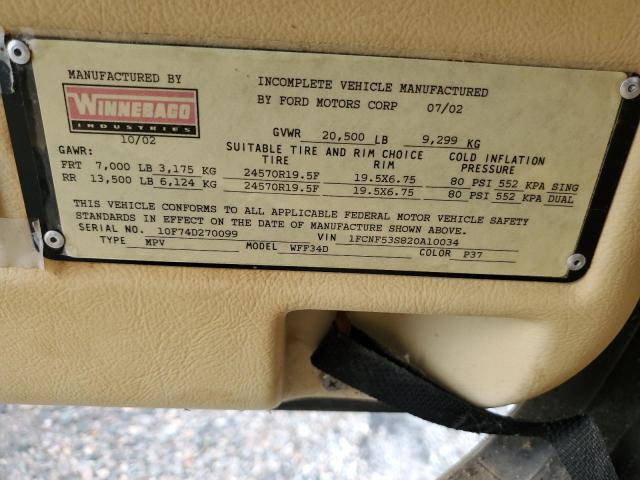 MANUFACTURED BY
WINNEBAGO
INDUSTRIES
10/02
INCOMPLETE VEHICLE MANUFACTURED
BY FORD MOTORS CORP 07/02
GVWR 20,500 LB 9,299 KG
GAWR:
SUITABLE TIRE AND RIM CHOICE
TIRE RIM
COLD INFLATION
PRESSURE
FRT 7,000 LB 3,175 KG 24570R19.5F 19.5X6.75 80 PSI 552 KPA SING
RR 13,500 LB 6,124 KG 24570R19.5F 19.5X6.75 80 PSI 552 KPA DUAL
THIS VEHICLE CONFORMS TO ALL APPLICABLE FEDERAL MOTOR VEHICLE SAFETY
STANDARDS IN EFFECT ON THE DATE OF MANUFACTURE SHOWN ABOVE.
SERIAL NO. 10F74D270099 VIN 1FCNF53S820A10034
TYPE MPV MODEL WFF34D COLOR P37